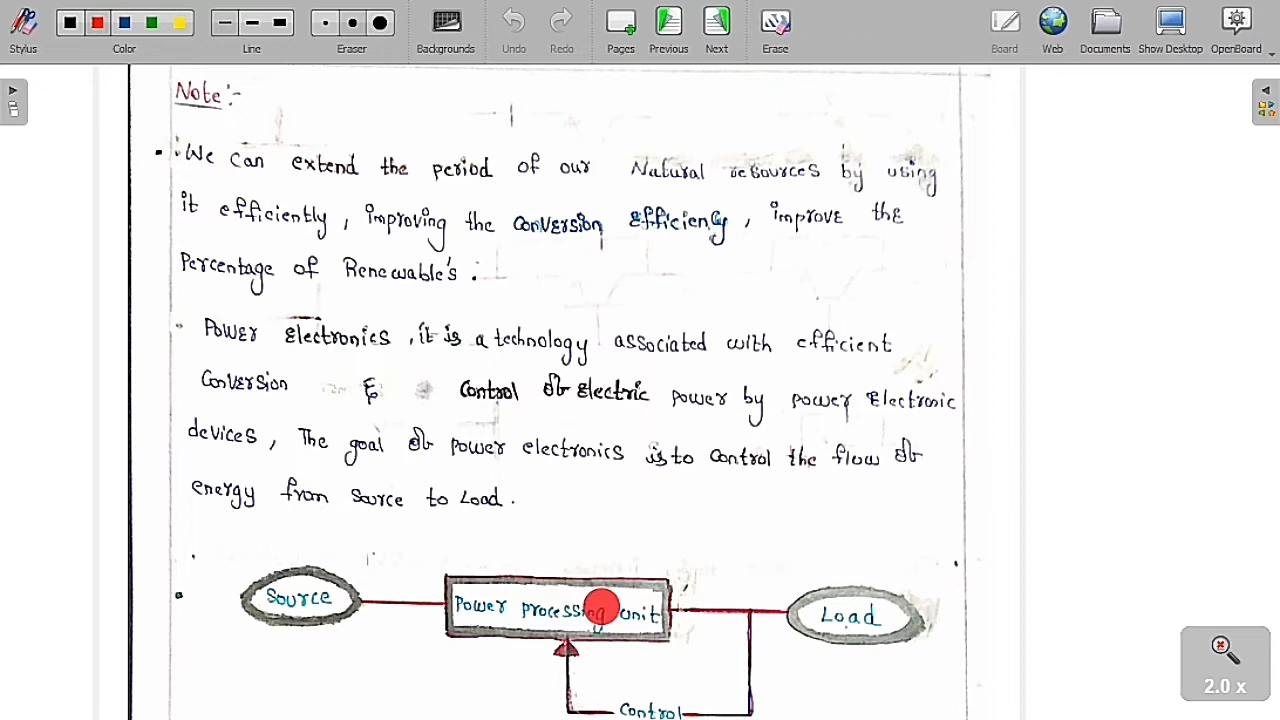 Stylus
Color
Line
Eraser
Backgrounds
Undo
Redo
Pages
Previous
Next
Erase
Board
Web
Documents
Show Desktop
OpenBoard
Note:-
We can extend the period of our Natural resources by using
it efficiently, improving the conversion efficiency, improve the
Percentage of Renewable's.
Power electronics, it is a technology associated with efficient
conversion & control of electric power by power electronic
devices, The goal of power electronics is to control the flow of
energy from source to Load.
Source
Power processing unit
Load
Control
2.0 x